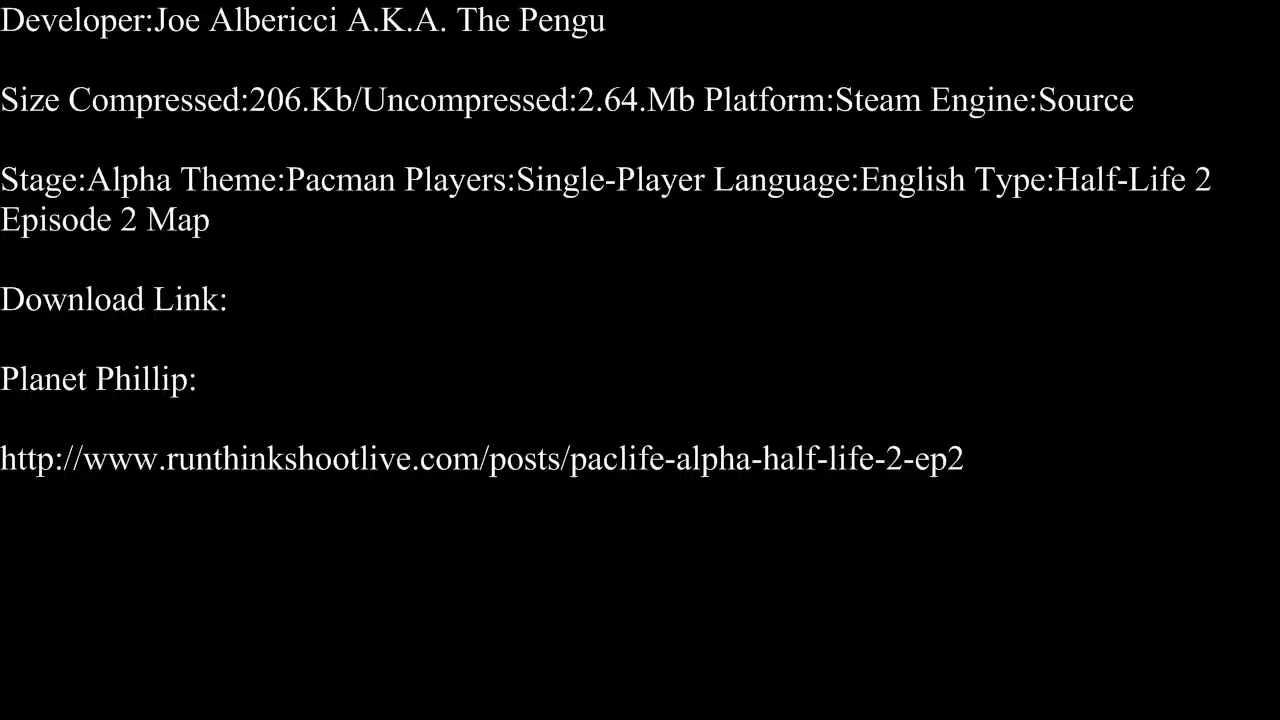 Developer:Joe Albericci A.K.A. The Pengu
Size Compressed:206.Kb/Uncompressed:2.64.Mb Platform:Steam Engine:Source
Stage:Alpha Theme:Pacman Players:Single-Player Language:English Type:Half-Life 2
Episode 2 Map
Download Link:
Planet Phillip:
http://www.runthinkshootlive.com/posts/paclife-alpha-half-life-2-ep2